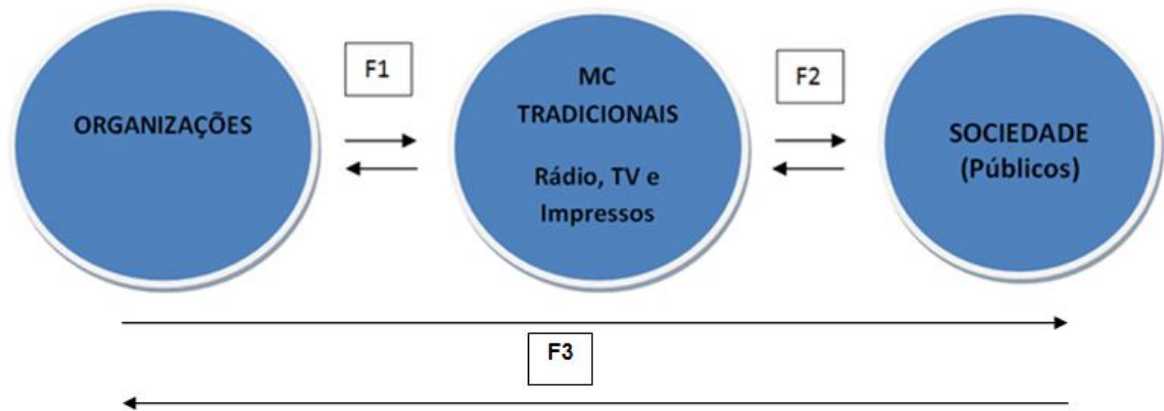 ORGANIZAÇÕES
F1
MC
TRADICIONAIS
Rádio, TV e
Impressos
F2
SOCIEDADE
(Públicos)
F3